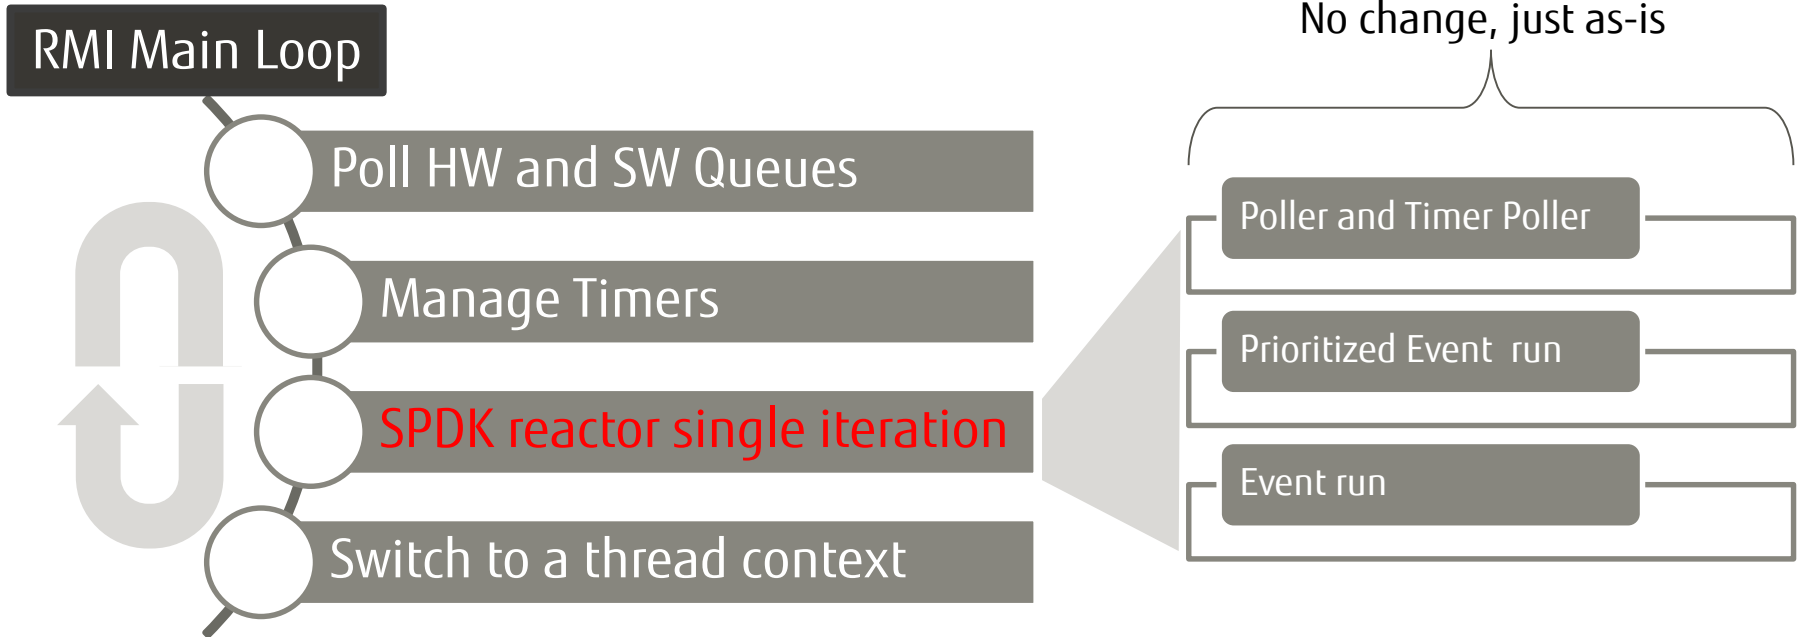 RMI Main Loop
Poll HW and SW Queues
Manage Timers
SPDK reactor single iteration
Switch to a thread context
No change, just as-is
Poller and Timer Poller
Prioritized Event run
Event run